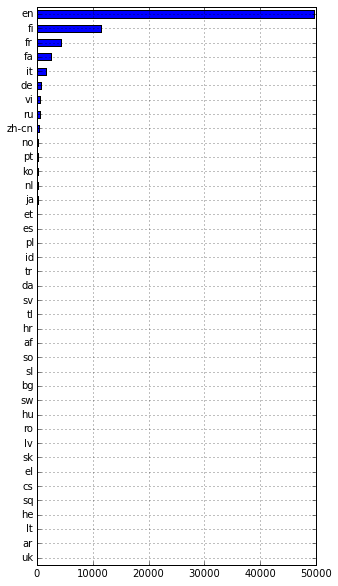 en
fi
fr
fa
it
de
vi
ru
zh-cn
no
pt
ko
nl
ja
et
es
pl
id
tr
da
sv
tl
hr
af
so
sl
bg
sw
hu
ro
lv
sk
el
cs
sq
he
lt
ar
uk
0 10000 20000 30000 40000 50000